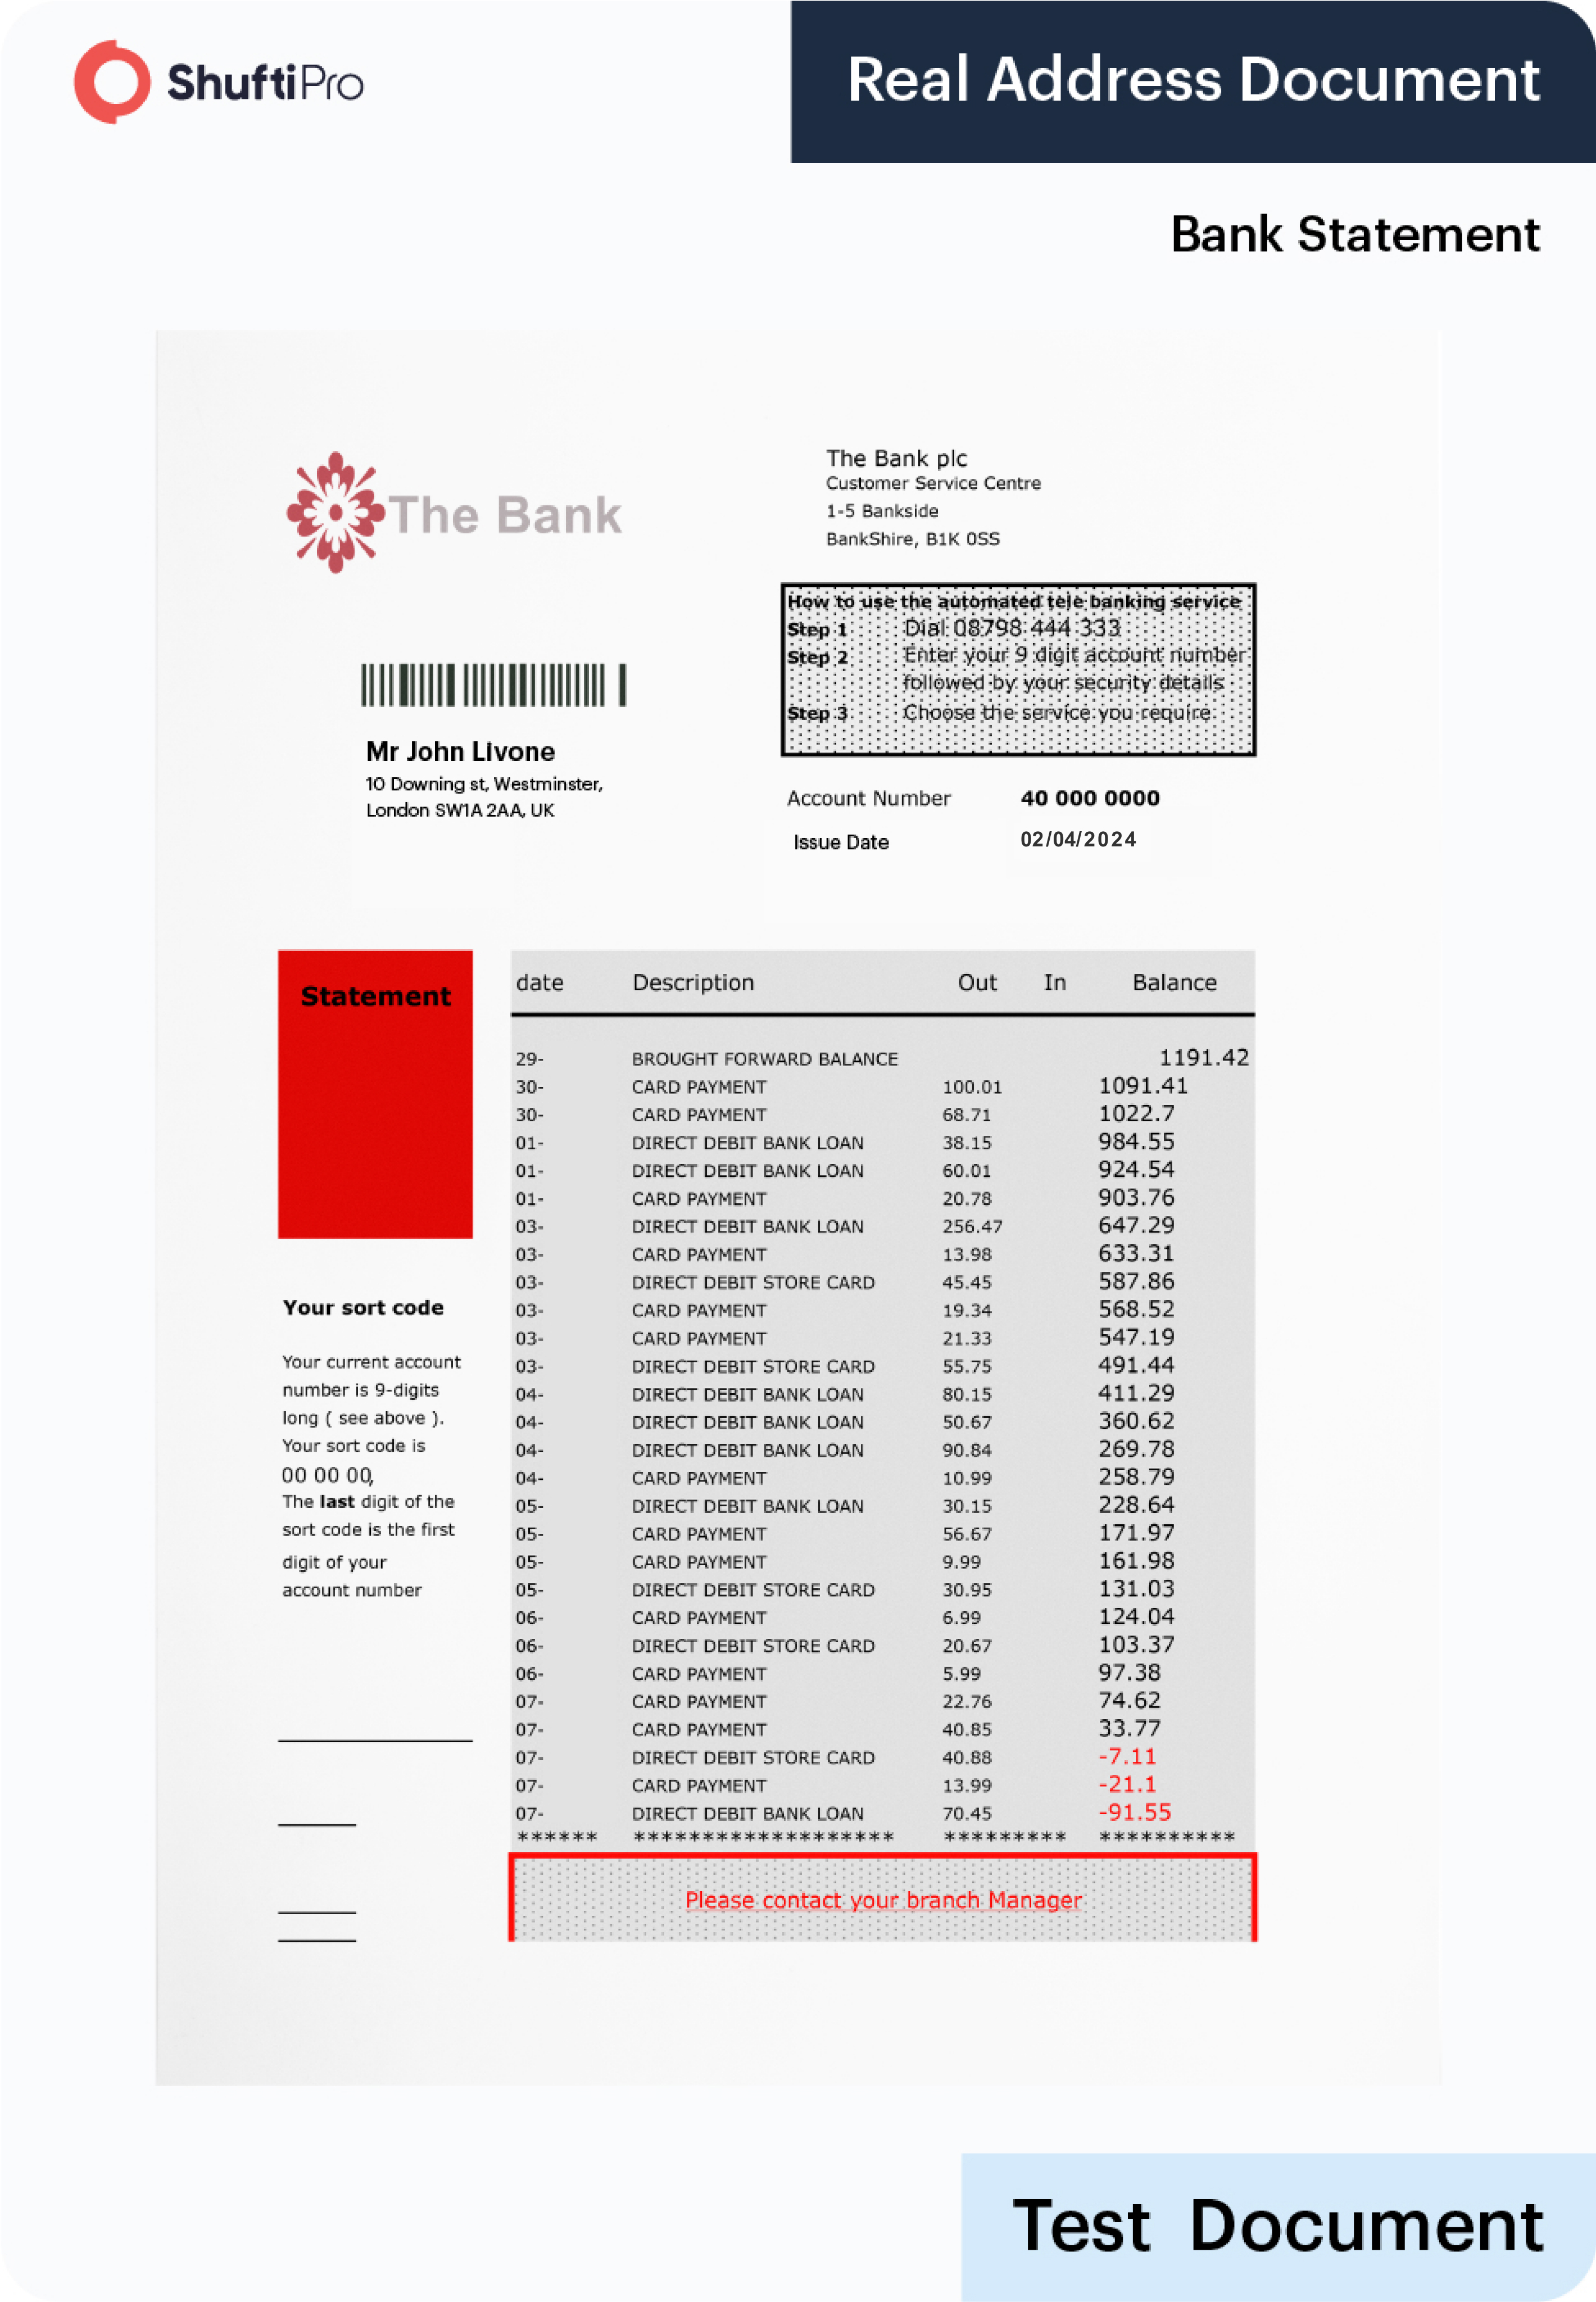 ShuftiPro
Real Address Document
Bank Statement
The Bank
The Bank plc
Customer Service Centre
1-5 Bankside
BankShire, B1K 0SS
How to use the automated tele banking service
Step 1 Dial 08798 444 333
Step 2 Enter your 9 digit account number
followed by your security details
Step 3 Choose the service you require
Mr John Livone
10 Downing st, Westminster,
London SW1A 2AA, UK
Account Number 40 000 0000
Issue Date 02/04/2024
Statement
Your sort code
Your current account
number is 9-digits
long ( see above ).
Your sort code is
00 00 00,
The last digit of the
sort code is the first
digit of your
account number
date Description Out In Balance
29- BROUGHT FORWARD BALANCE 1191.42
30- CARD PAYMENT 100.01 1091.41
30- CARD PAYMENT 68.71 1022.7
01- DIRECT DEBIT BANK LOAN 38.15 984.55
01- DIRECT DEBIT BANK LOAN 60.01 924.54
01- CARD PAYMENT 20.78 903.76
03- DIRECT DEBIT BANK LOAN 256.47 647.29
03- CARD PAYMENT 13.98 633.31
03- DIRECT DEBIT STORE CARD 45.45 587.86
03- CARD PAYMENT 19.34 568.52
03- CARD PAYMENT 21.33 547.19
03- DIRECT DEBIT STORE CARD 55.75 491.44
04- DIRECT DEBIT BANK LOAN 80.15 411.29
04- DIRECT DEBIT BANK LOAN 50.67 360.62
04- DIRECT DEBIT BANK LOAN 90.84 269.78
04- CARD PAYMENT 10.99 258.79
05- DIRECT DEBIT BANK LOAN 30.15 228.64
05- CARD PAYMENT 56.67 171.97
05- CARD PAYMENT 9.99 161.98
05- DIRECT DEBIT STORE CARD 30.95 131.03
06- CARD PAYMENT 6.99 124.04
06- DIRECT DEBIT STORE CARD 20.67 103.37
06- CARD PAYMENT 5.99 97.38
07- CARD PAYMENT 22.76 74.62
07- CARD PAYMENT 40.85 33.77
07- DIRECT DEBIT STORE CARD 40.88 -7.11
07- CARD PAYMENT 13.99 -21.1
07- DIRECT DEBIT BANK LOAN 70.45 -91.55
****** ******************* ********* **********
Please contact your branch Manager
Test Document